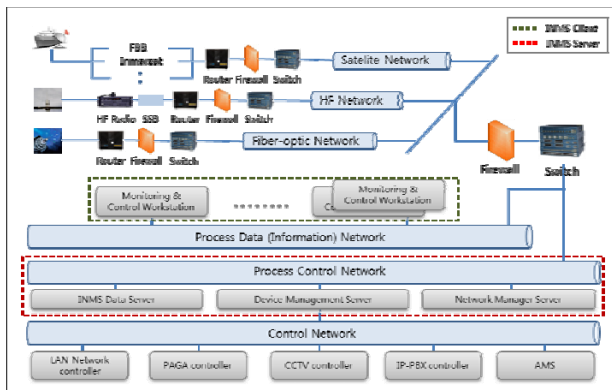 INMS Client
INMS Server
FBB
Inmarsat
Router Firewall Switch
Satelite Network
HF Radio SSB Router Firewall Switch
HF Network
Router Firewall Switch
Fiber-optic Network
Firewall
Switch
Monitoring &
Control Workstation
Monitoring &
Control Workstation
Process Data (Information) Network
Process Control Network
INMS Data Server
Device Management Server
Network Manager Server
Control Network
LAN Network
controller
PAGA controller
CCTV controller
IP-PBX controller
AMS